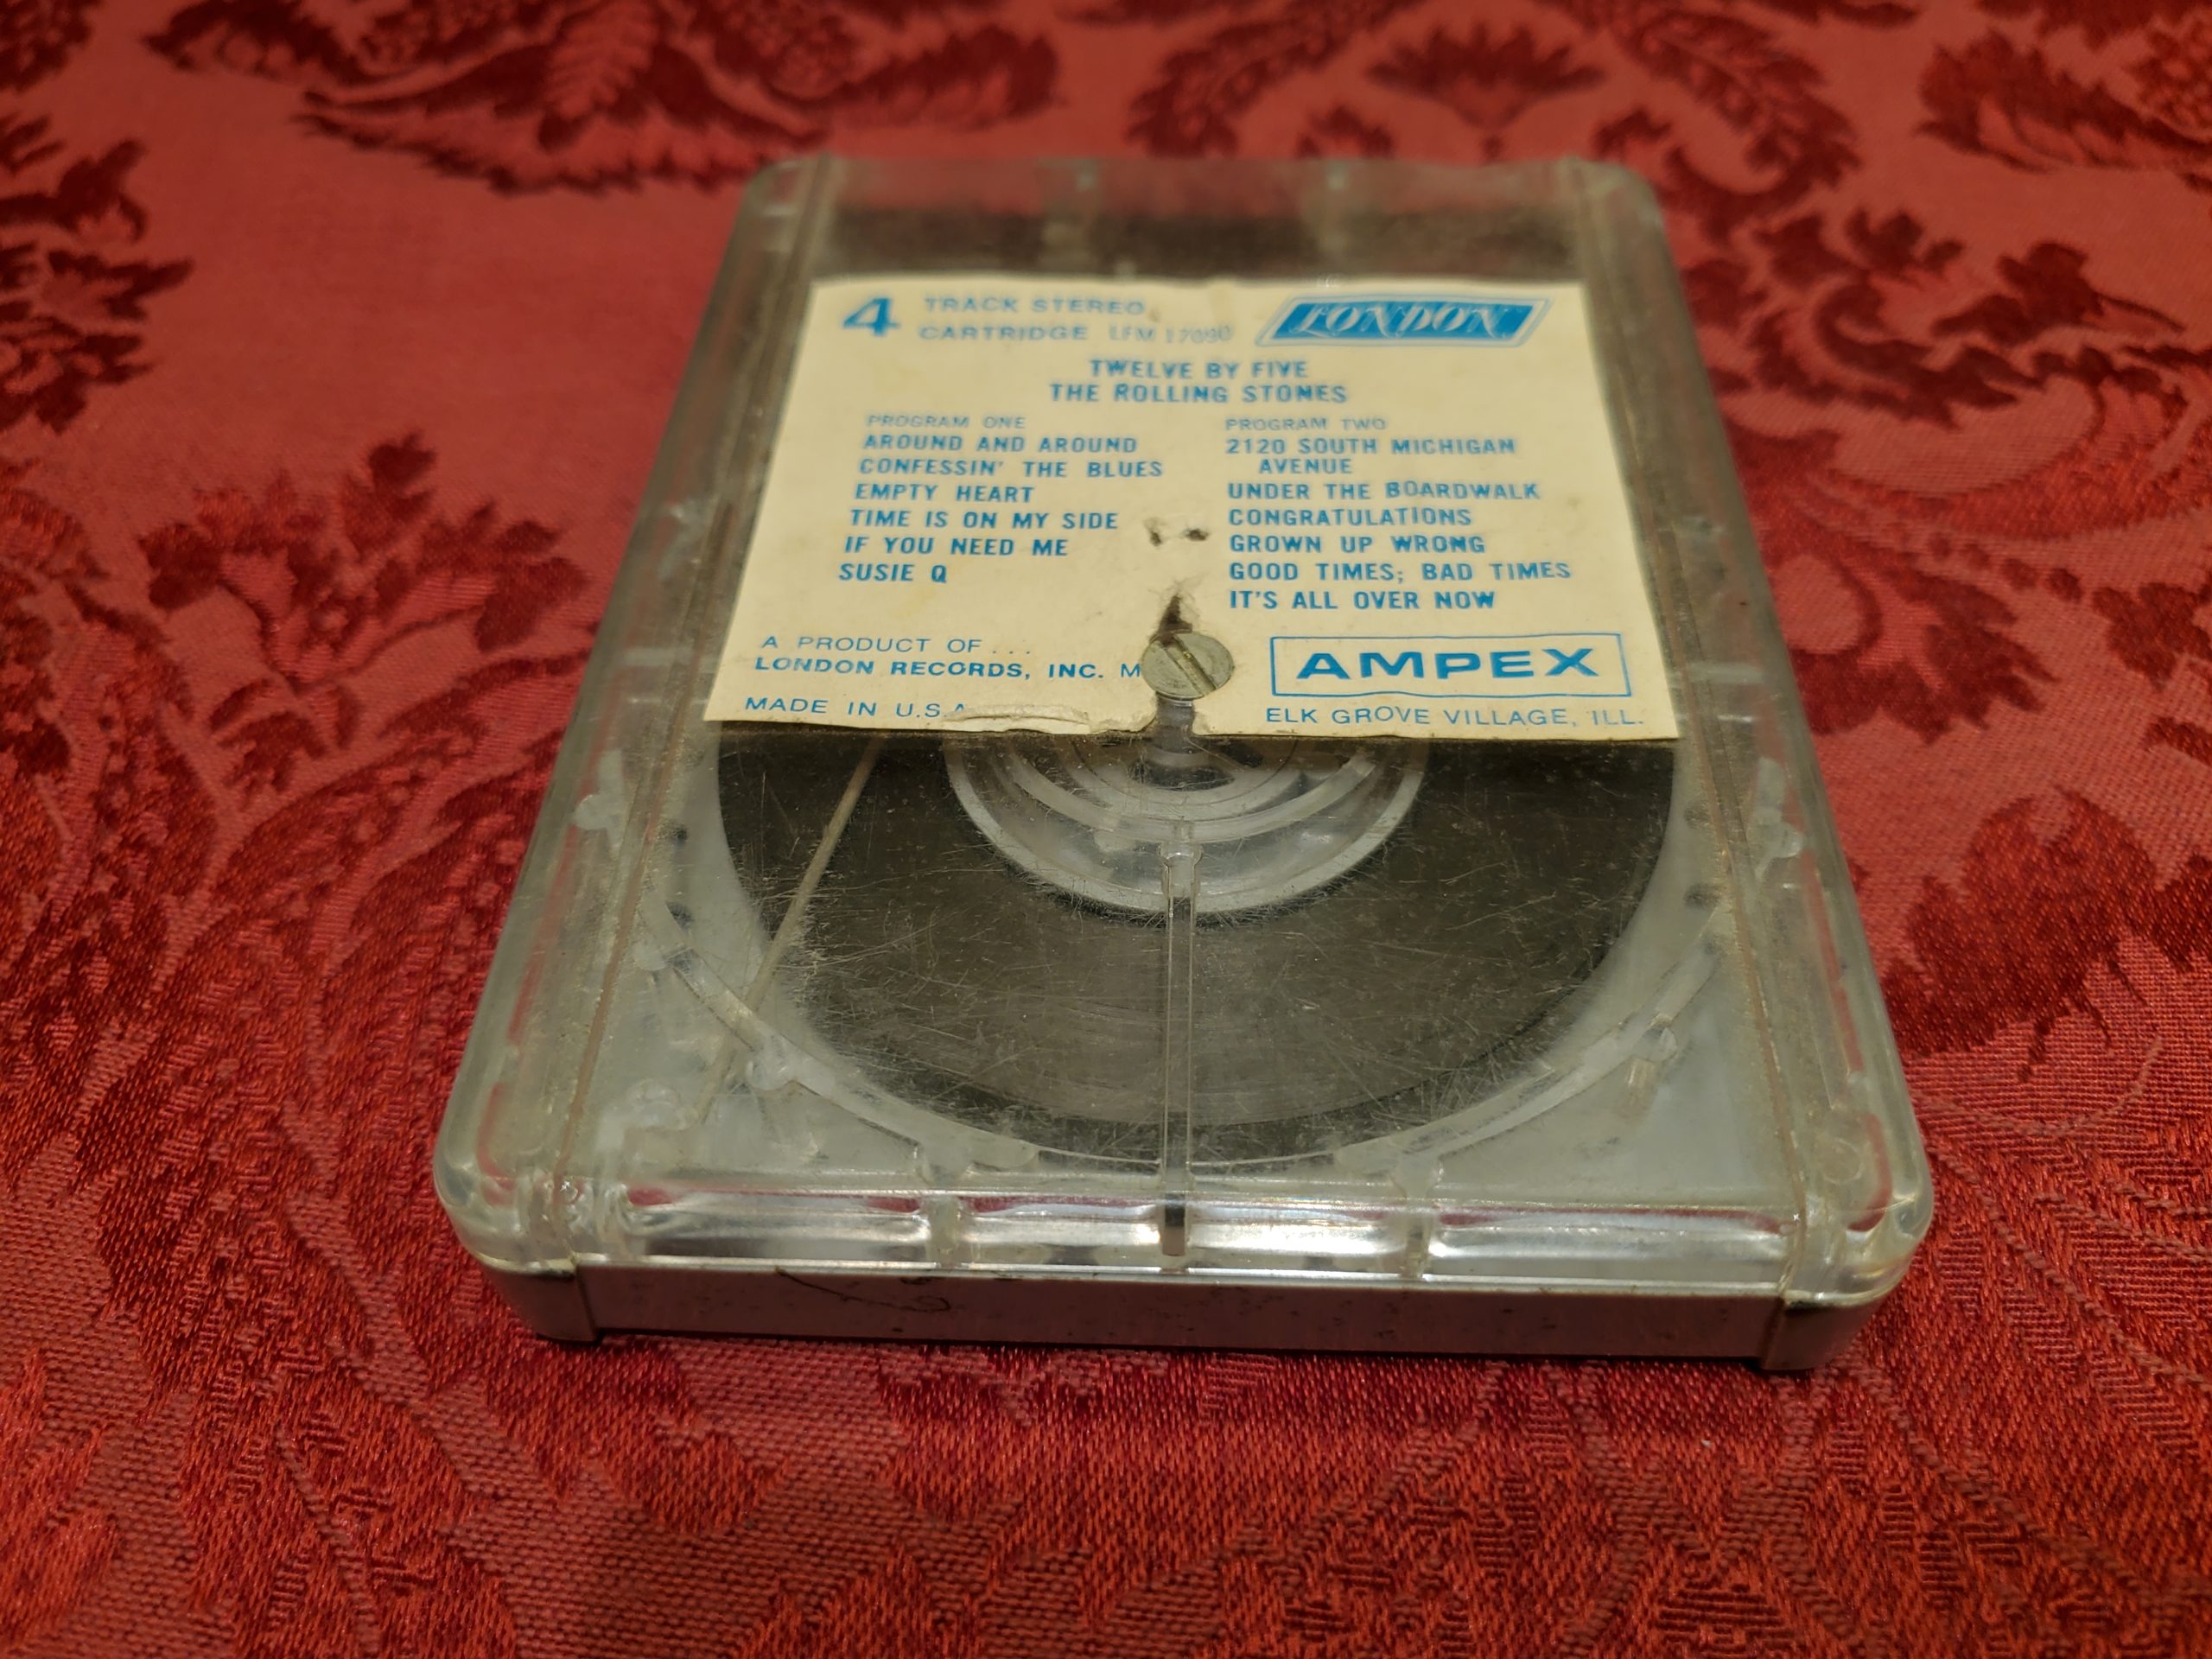 4 TRACK STEREO
CARTRIDGE LFM 17090
LONDON
TWELVE BY FIVE
THE ROLLING STONES
PROGRAM ONE
AROUND AND AROUND
CONFESSIN' THE BLUES
EMPTY HEART
TIME IS ON MY SIDE
IF YOU NEED ME
SUSIE Q
PROGRAM TWO
2120 SOUTH MICHIGAN
AVENUE
UNDER THE BOARDWALK
CONGRATULATIONS
GROWN UP WRONG
GOOD TIMES; BAD TIMES
IT'S ALL OVER NOW
A PRODUCT OF...
LONDON RECORDS, INC.
MADE IN U.S.A
AMPEX
ELK GROVE VILLAGE, ILL.